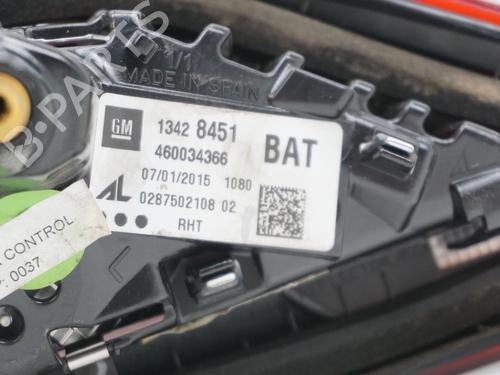 1/1
MADE IN SPAIN
B-PARTS
GM
1342 8451
BAT
460034366
07/01/2015 1080
AL
0287502108 02
RHT
CONTROL
0037